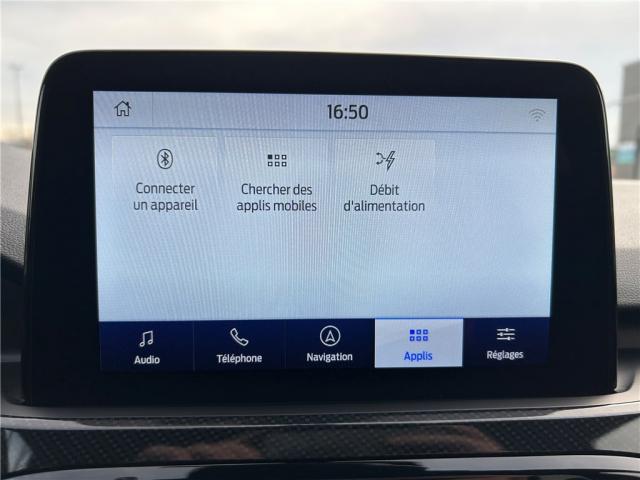 16:50
Connecter
un appareil
Chercher des
applis mobiles
Débit
d'alimentation
Audio
Téléphone
Navigation
Applis
Réglages